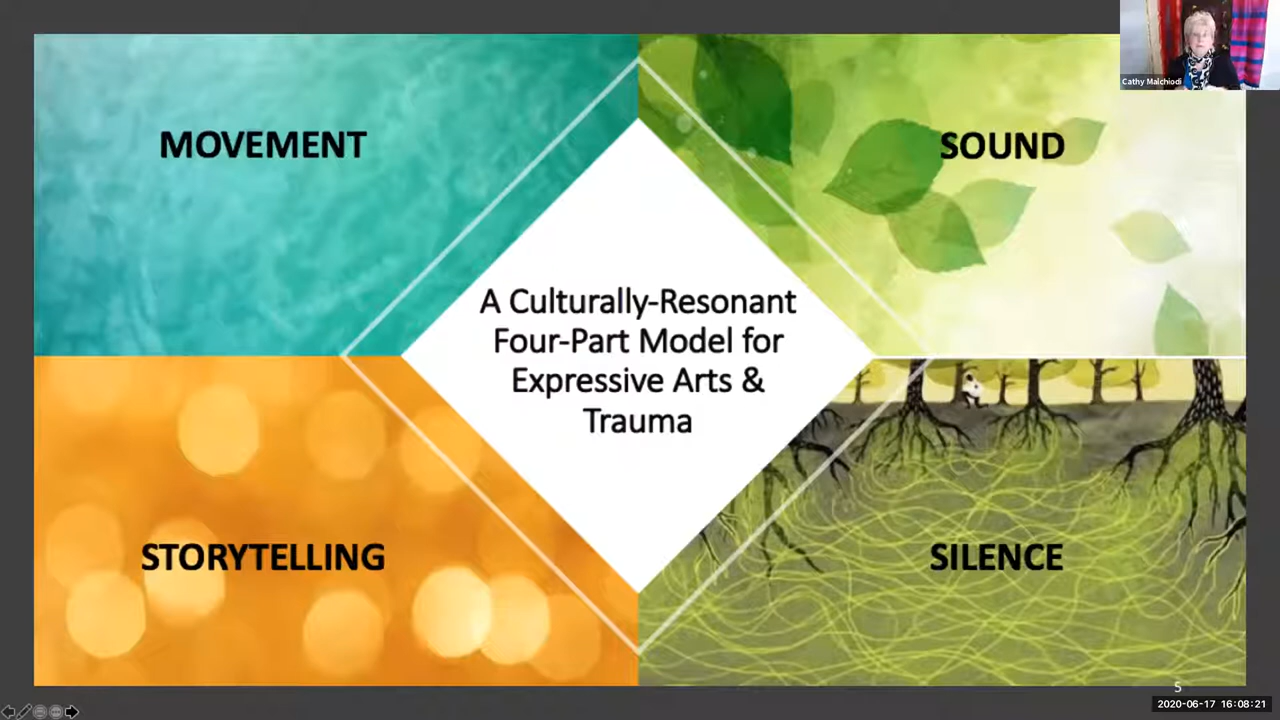 Cathy Malchiodi
MOVEMENT
SOUND
A Culturally-Resonant
Four-Part Model for
Expressive Arts &
Trauma
STORYTELLING
SILENCE
5
2020-06-17 16:08:21